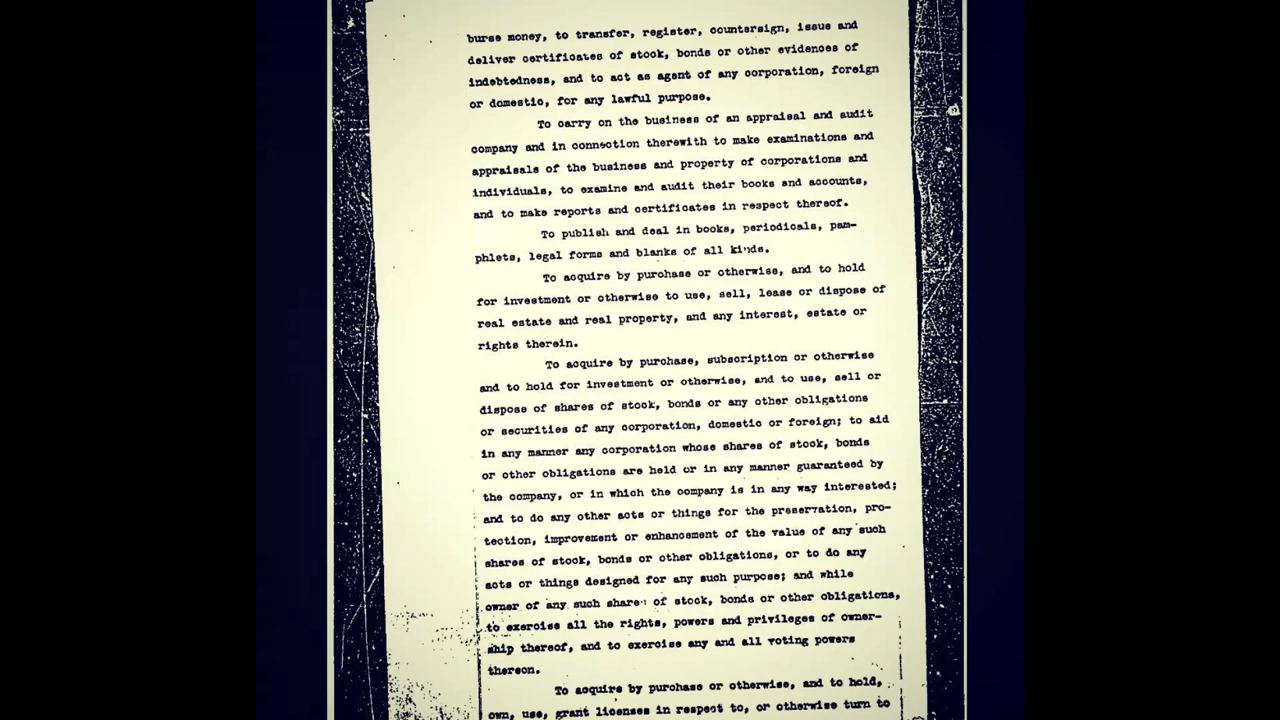 burse money, to transfer, register, countersign, issue and
deliver certificates of stock, bonds or other evidences of
indebtedness, and to act as agent of any corporation, foreign
or domestic, for any lawful purpose.
To carry on the business of an appraisal and audit
company and in connection therewith to make examinations and
appraisals of the business and property of corporations and
individuals, to examine and audit their books and accounts,
and to make reports and certificates in respect thereof.
To publish and deal in books, periodicals, pam-
phlets, legal forms and blanks of all kinds.
To acquire by purchase or otherwise, and to hold
for investment or otherwise to use, sell, lease or dispose of
real estate and real property, and any interest, estate or
rights therein.
To acquire by purchase, subscription or otherwise
and to hold for investment or otherwise, and to use, sell or
dispose of shares of stock, bonds or any other obligations
or securities of any corporation, domestic or foreign; to aid
in any manner any corporation whose shares of stock, bonds
or other obligations are held or in any manner guaranteed by
the company, or in which the company is in any way interested;
and to do any other acts or things for the preservation, pro-
tection, improvement or enhancement of the value of any such
shares of stock, bonds or other obligations, or to do any
acts or things designed for any such purpose; and while
owner of any such shares of stock, bonds or other obligations,
to exercise all the rights, powers and privileges of owner-
ship thereof, and to exercise any and all voting powers
thereon.
To acquire by purchase or otherwise, and to hold,
own, use, grant licenses in respect to, or otherwise turn to